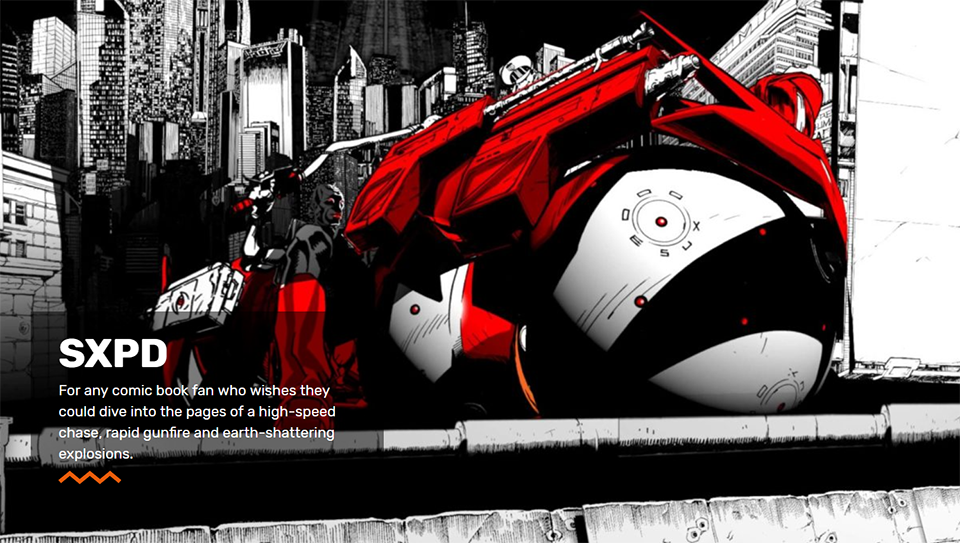 SXPD
For any comic book fan who wishes they
could dive into the pages of a high-speed
chase, rapid gunfire and earth-shattering
explosions.